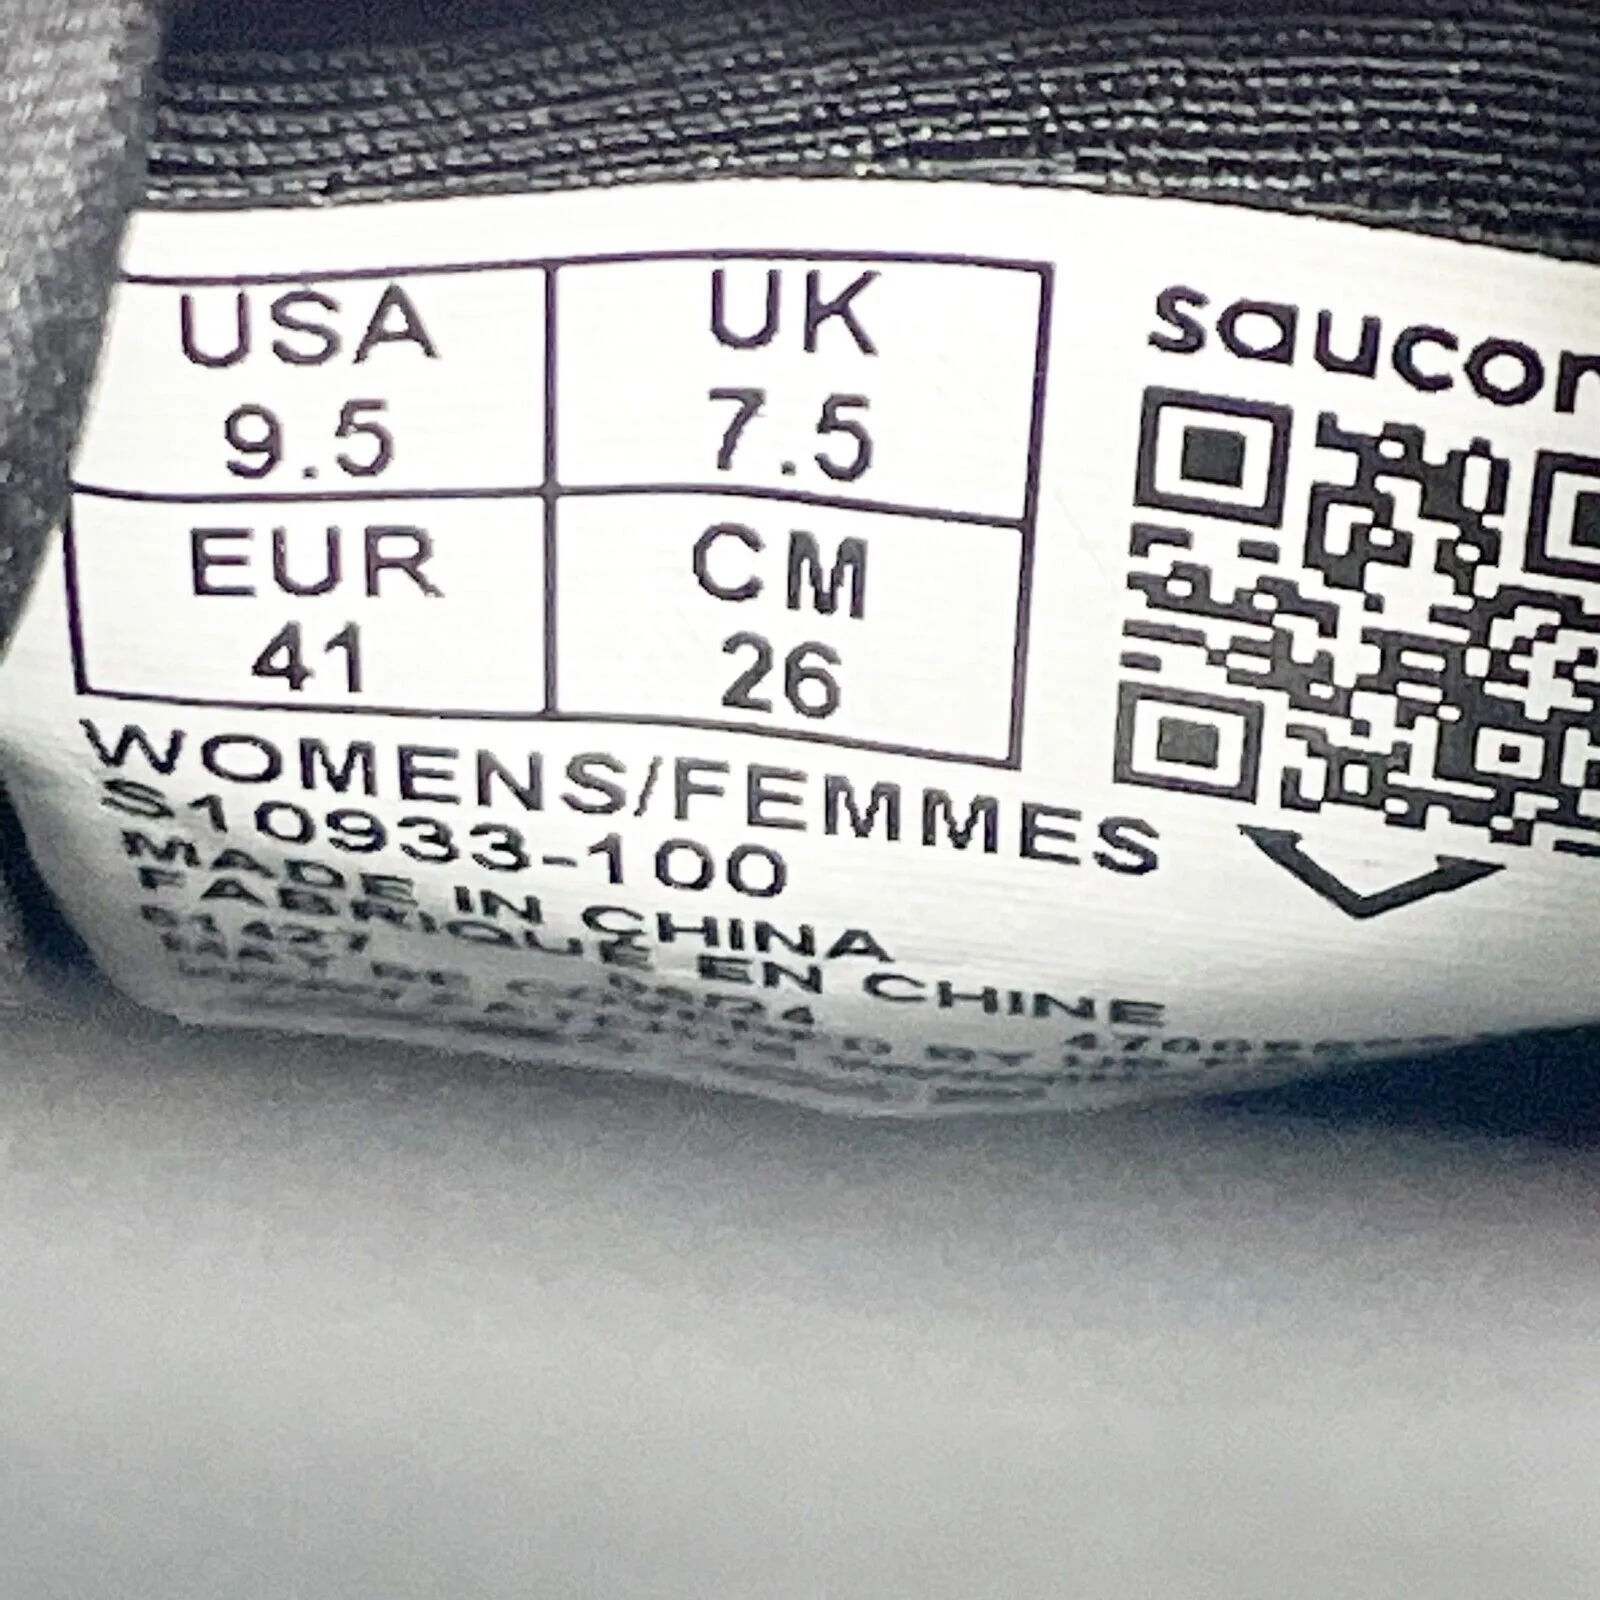 USA
9.5
UK
7.5
EUR
41
CM
26
WOMENS/FEMMES
S10933-100
MADE IN CHINA
FABRIQUE EN CHINE
saucon